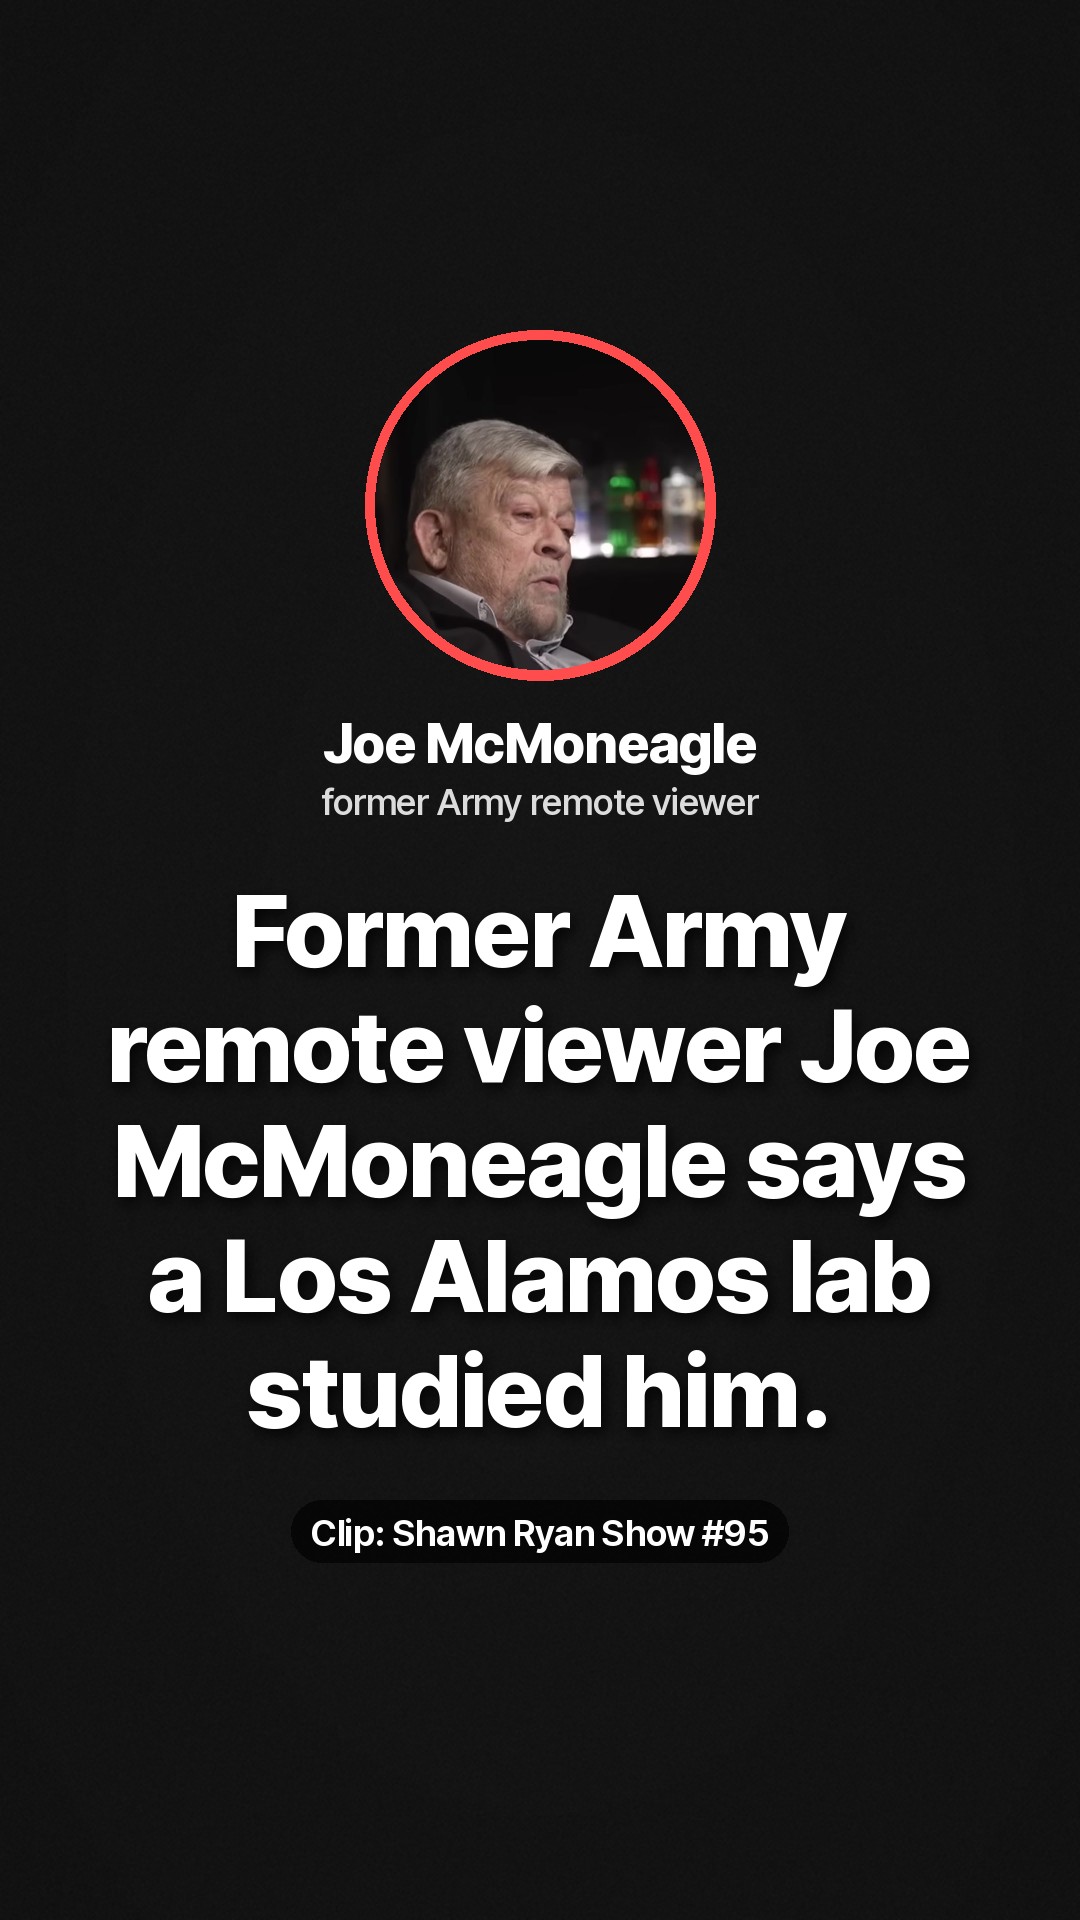 Joe McMoneagle
former Army remote viewer
Former Army
remote viewer Joe
McMoneagle says
a Los Alamos lab
studied him.
Clip: Shawn Ryan Show #95